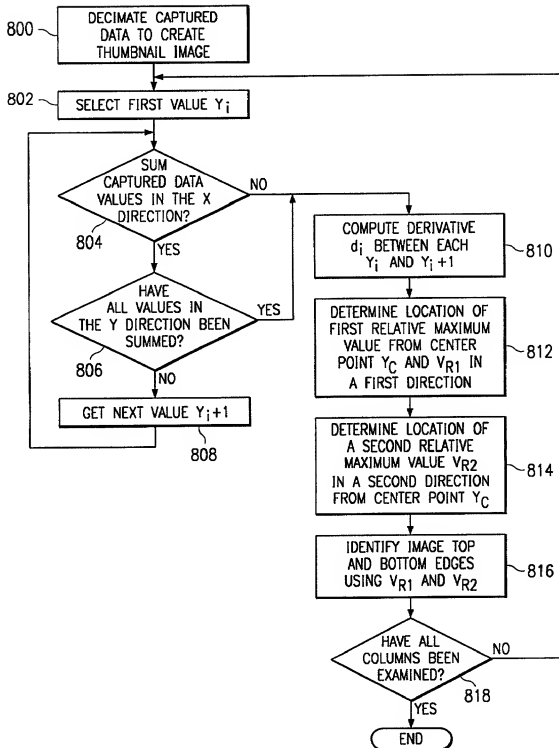 800
DECIMATE CAPTURED
DATA TO CREATE
THUMBNAIL IMAGE
802
SELECT FIRST VALUE Yi
SUM
CAPTURED DATA
VALUES IN THE X
DIRECTION?
NO
804
YES
HAVE
ALL VALUES IN
THE Y DIRECTION BEEN
SUMMED?
YES
806
NO
GET NEXT VALUE Yi+1
808
COMPUTE DERIVATIVE
di BETWEEN EACH
Yi AND Yi+1
810
DETERMINE LOCATION OF
FIRST RELATIVE MAXIMUM
VALUE FROM CENTER
POINT YC AND VR1 IN
A FIRST DIRECTION
812
DETERMINE LOCATION OF
A SECOND RELATIVE
MAXIMUM VALUE VR2
IN A SECOND DIRECTION
FROM CENTER POINT YC
814
IDENTIFY IMAGE TOP
AND BOTTOM EDGES
USING VR1 AND VR2
816
HAVE ALL
COLUMNS BEEN
EXAMINED?
NO
818
YES
END